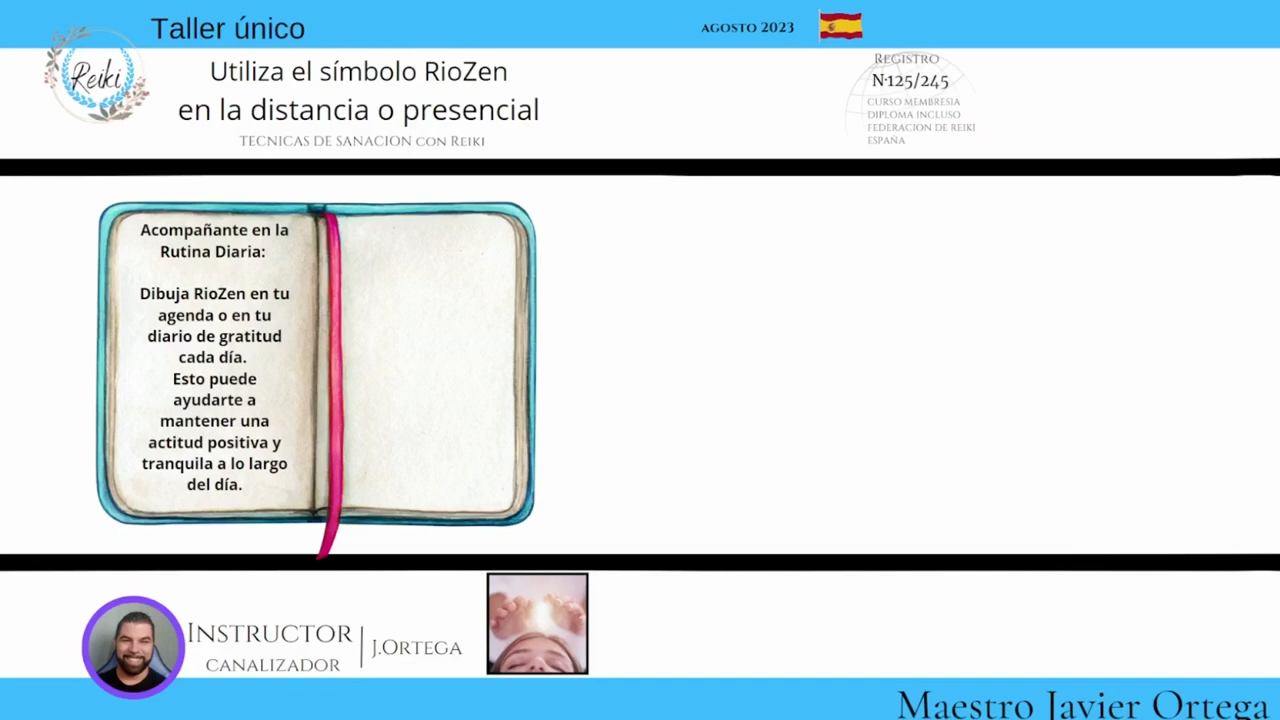 Taller único
AGOSTO 2023
Reiki
Utiliza el símbolo RioZen
en la distancia o presencial
TECNICAS DE SANACION CON REIKI
REGISTRO
N·125/245
CURSO MEMBRESIA
DIPLOMA INCLUSO
FEDERACION DE REIKI
ESPAÑA
Acompañante en la
Rutina Diaria:
Dibuja RioZen en tu
agenda o en tu
diario de gratitud
cada día.
Esto puede
ayudarte a
mantener una
actitud positiva y
tranquila a lo largo
del día.
INSTRUCTOR
CANALIZADOR
J.ORTEGA
Maestro Javier Ortega